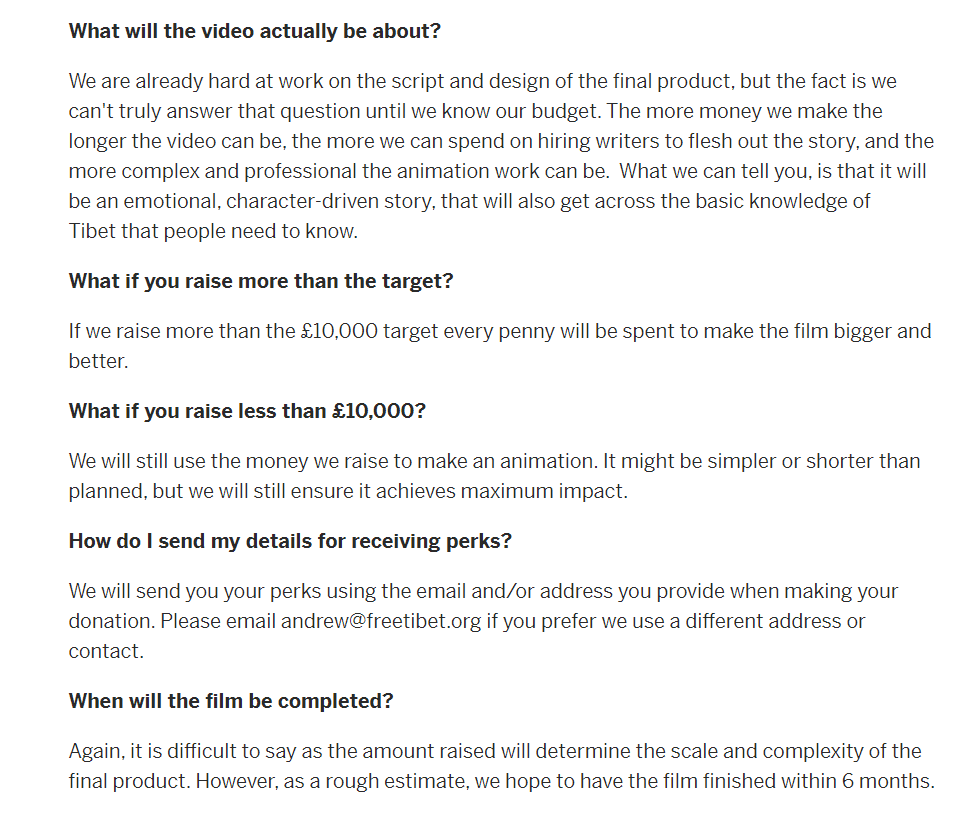 What will the video actually be about?
We are already hard at work on the script and design of the final product, but the fact is we
can't truly answer that question until we know our budget. The more money we make the
longer the video can be, the more we can spend on hiring writers to flesh out the story, and the
more complex and professional the animation work can be.  What we can tell you, is that it will
be an emotional, character-driven story, that will also get across the basic knowledge of
Tibet that people need to know.
What if you raise more than the target?
If we raise more than the £10,000 target every penny will be spent to make the film bigger and
better.
What if you raise less than £10,000?
We will still use the money we raise to make an animation. It might be simpler or shorter than
planned, but we will still ensure it achieves maximum impact.
How do I send my details for receiving perks?
We will send you your perks using the email and/or address you provide when making your
donation. Please email andrew@freetibet.org if you prefer we use a different address or
contact.
When will the film be completed?
Again, it is difficult to say as the amount raised will determine the scale and complexity of the
final product. However, as a rough estimate, we hope to have the film finished within 6 months.